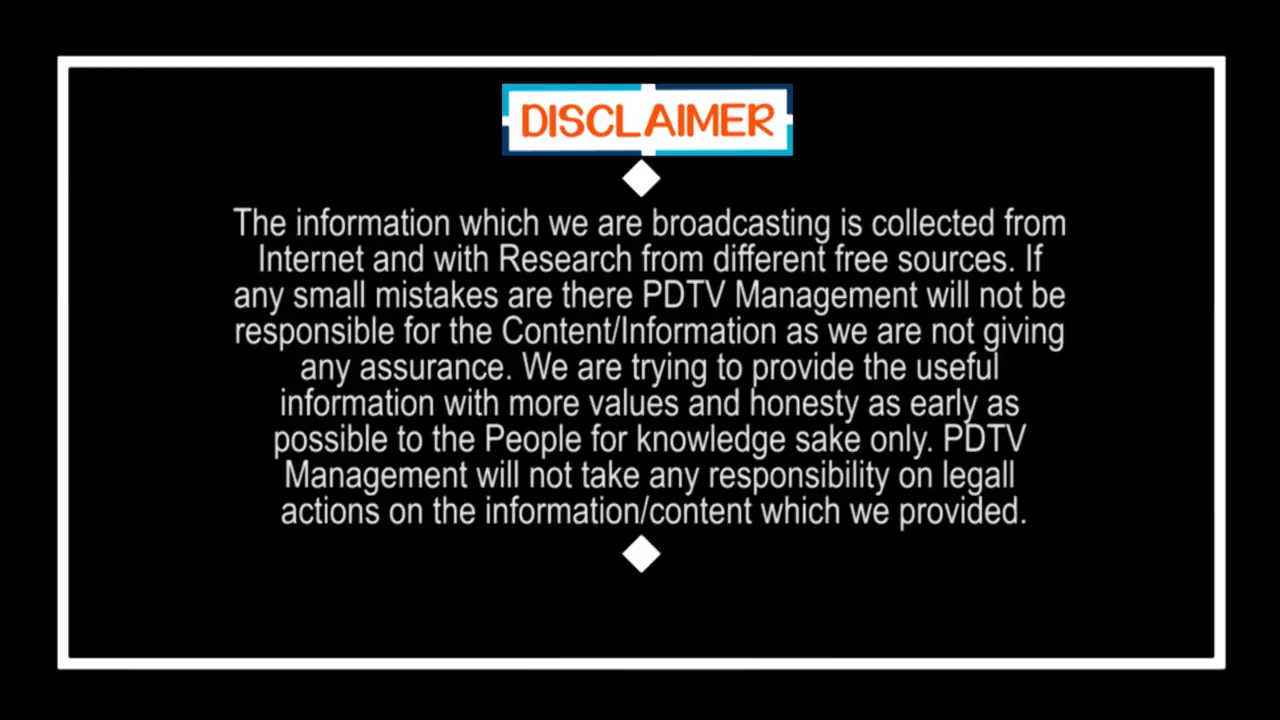 DISCLAIMER
The information which we are broadcasting is collected from
Internet and with Research from different free sources. If
any small mistakes are there PDTV Management will not be
responsible for the Content/Information as we are not giving
any assurance. We are trying to provide the useful
information with more values and honesty as early as
possible to the People for knowledge sake only. PDTV
Management will not take any responsibility on legall
actions on the information/content which we provided.